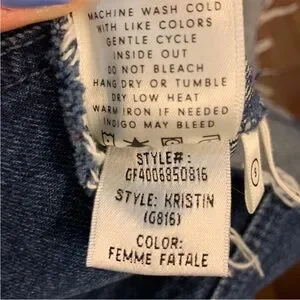 MACHINE WASH COLD
WITH LIKE COLORS
GENTLE CYCLE
INSIDE OUT
DO NOT BLEACH
HANG DRY OR TUMBLE
DRY LOW HEAT
WARM IRON IF NEEDED
INDIGO MAY BLEED
S
STYLE#:
GF4006850816
STYLE: KRISTIN
(G816)
COLOR:
FEMME FATALE